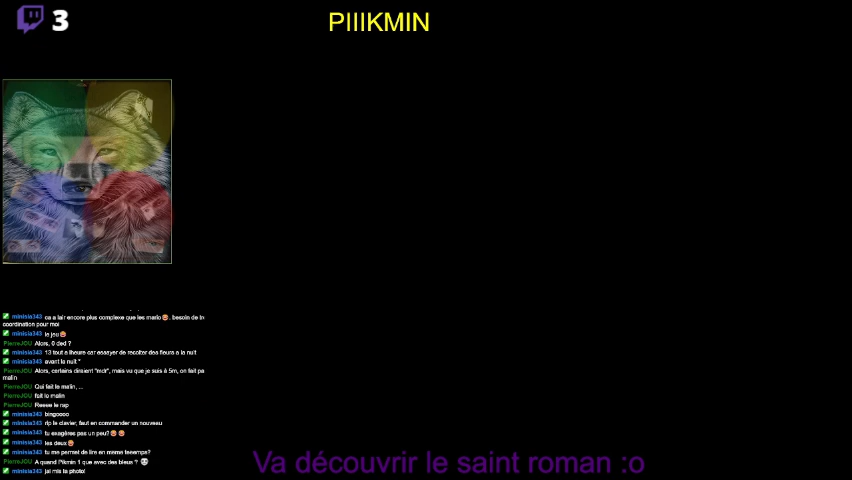 3
PIIIKMIN
minisia343 ca a lair encore plus complexe que les mario, besoin de tr
coordination pour moi
minisia343 le jeu
PierreJOU Alors, 0 ded ?
minisia343 13 tout a lheure car essayer de recolter des fleurs a la nuit
minisia343 avant la nuit *
PierreJOU Alors, certains diraient "mdr", mais vu que je suis à 5m, on fait pa
malin
PierreJOU Qui fait le malin, ...
PierreJOU fait le malin
PierreJOU Reeee le rap
minisia343 bingoooo
minisia343 rip le clavier, faut en commander un nouveau
minisia343 tu exagères pas un peu?
minisia343 les deux
minisia343 tu me permet de lire en meme teeemps?
PierreJOU A quand Pikmin 1 que avec des bleus ?
minisia343 jai mis ta photo!
Va découvrir le saint roman :o